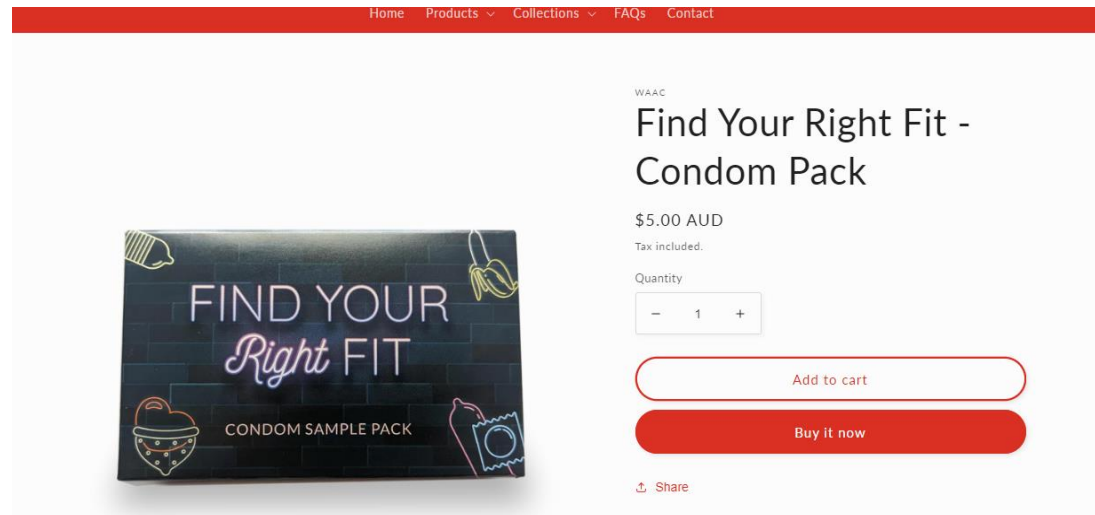 Home Products Collections FAQs Contact
FIND YOUR
Right FIT
CONDOM SAMPLE PACK
WAAC
Find Your Right Fit -
Condom Pack
$5.00 AUD
Tax included.
Quantity
− 1 +
Add to cart
Buy it now
Share